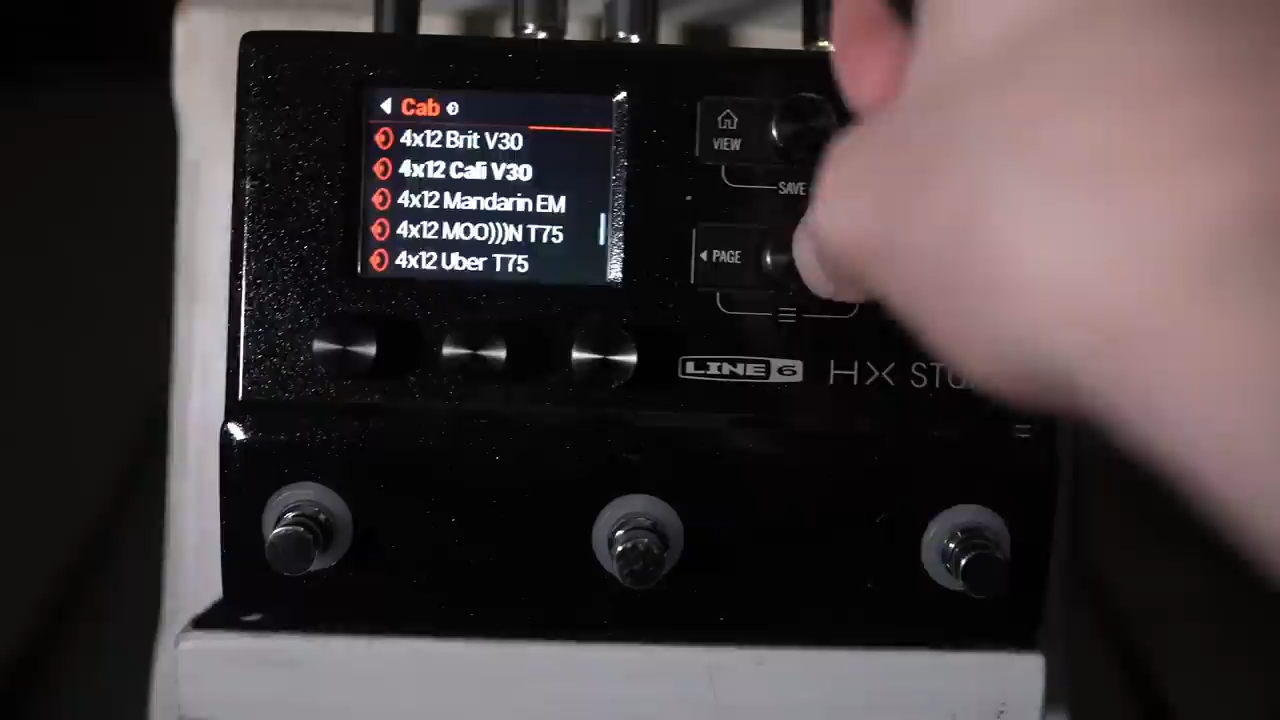 Cab
4x12 Brit V30
4x12 Cali V30
4x12 Mandarin EM
4x12 MOO)))N T75
4x12 Uber T75
VIEW
SAVE
PAGE
LINE 6
HX